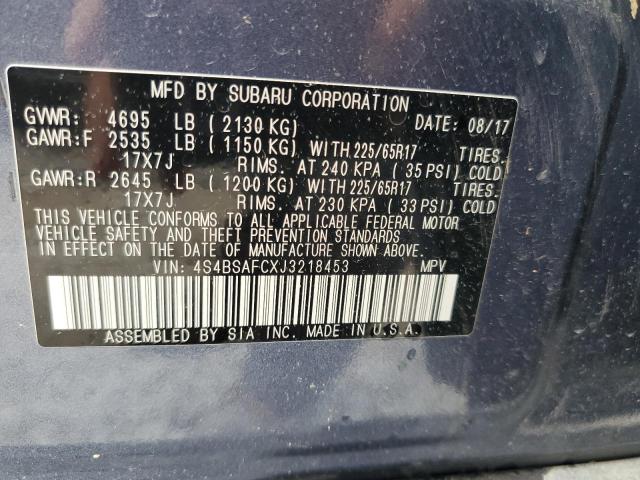 MFD BY SUBARU CORPORATION
GVWR: 4695 LB ( 2130 KG) DATE: 08/17
GAWR:F 2535 LB ( 1150 KG) WITH 225/65R17 TIRES.
17X7J RIMS. AT 240 KPA ( 35 PSI) COLD
GAWR:R 2645 LB ( 1200 KG) WITH 225/65R17 TIRES.
17X7J RIMS. AT 230 KPA ( 33 PSI) COLD
THIS VEHICLE CONFORMS TO ALL APPLICABLE FEDERAL MOTOR
VEHICLE SAFETY AND THEFT PREVENTION STANDARDS
IN EFFECT ON THE DATE OF MANUFACTURE SHOWN ABOVE.
VIN: 4S4BSAFCXJ3218453 MPV
ASSEMBLED BY SIA INC. MADE IN U.S.A.